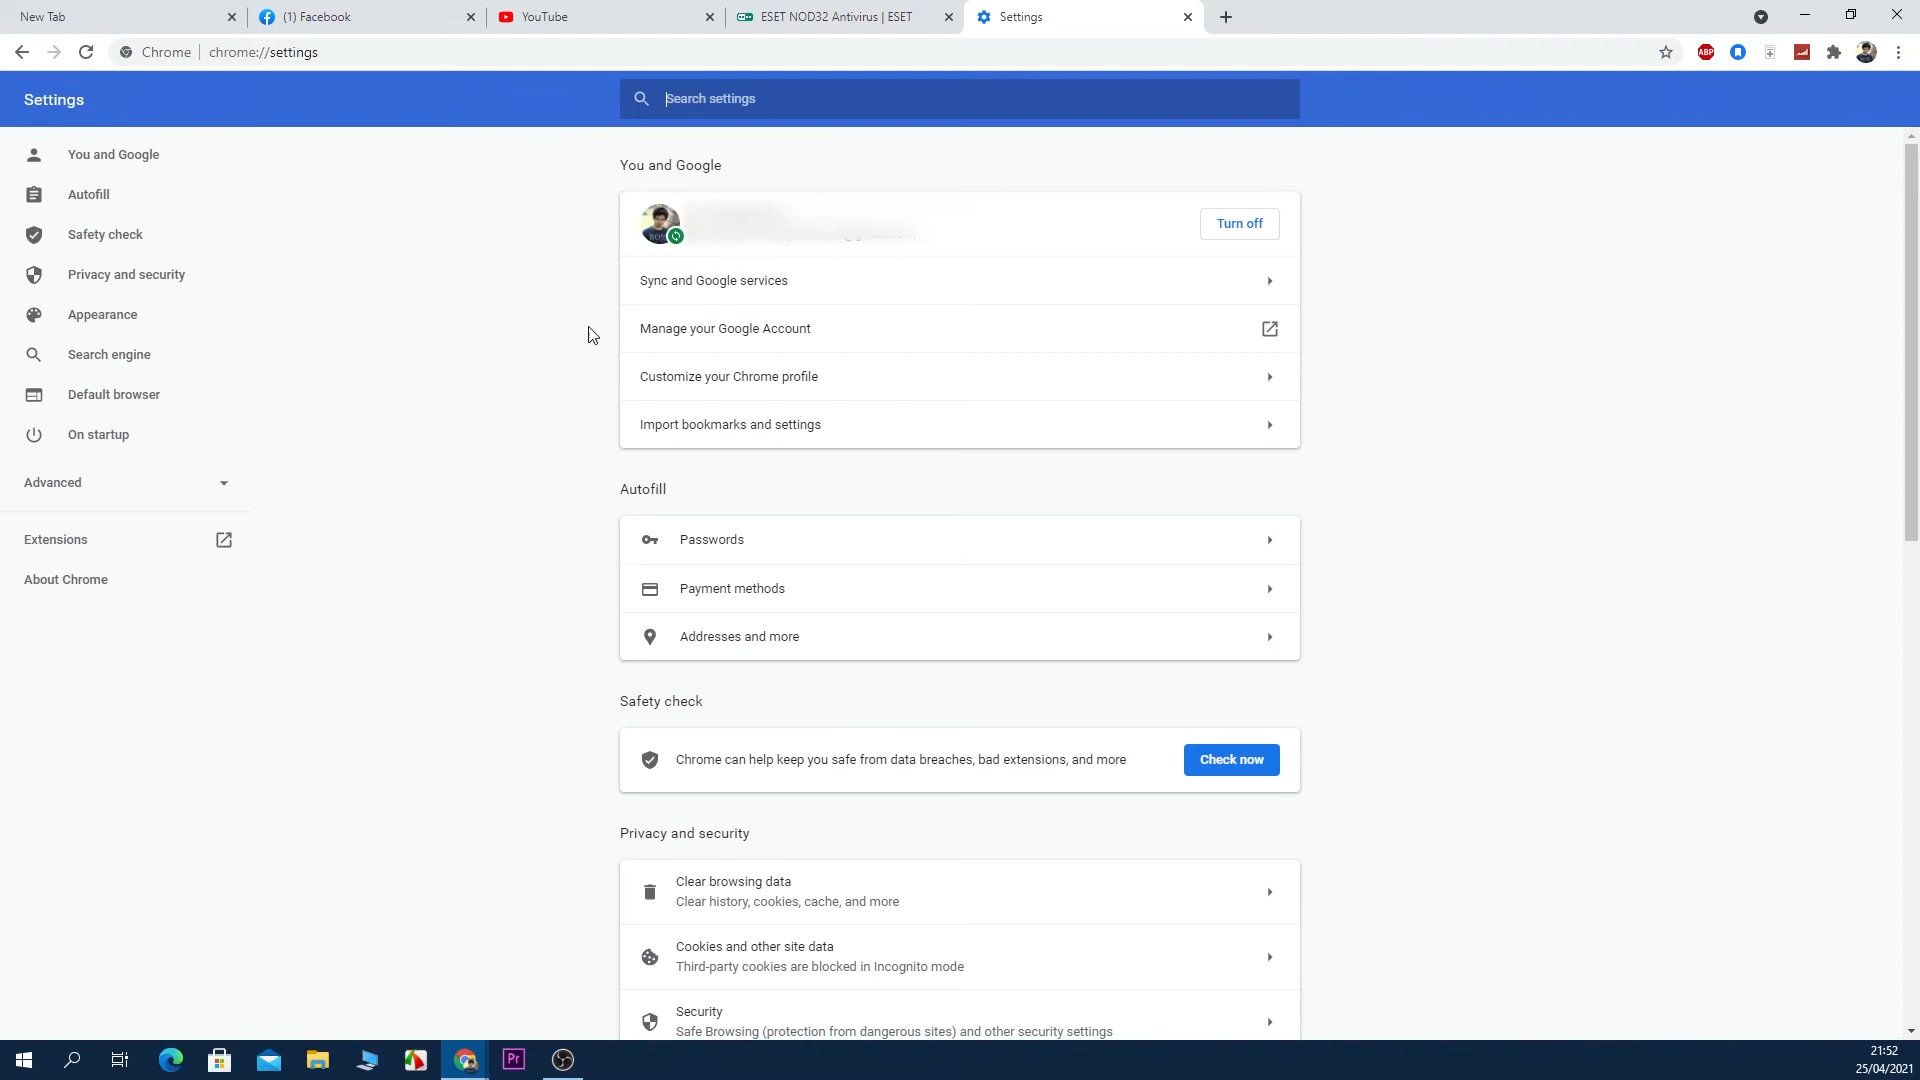 New Tab
(1) Facebook
YouTube
ESET NOD32 Antivirus | ESET
Settings
Chrome
chrome://settings
ABP
Settings
Search settings
You and Google
Autofill
Safety check
Privacy and security
Appearance
Search engine
Default browser
On startup
Advanced
Extensions
About Chrome
You and Google
Turn off
Sync and Google services
Manage your Google Account
Customize your Chrome profile
Import bookmarks and settings
Autofill
Passwords
Payment methods
Addresses and more
Safety check
Chrome can help keep you safe from data breaches, bad extensions, and more
Check now
Privacy and security
Clear browsing data
Clear history, cookies, cache, and more
Cookies and other site data
Third-party cookies are blocked in Incognito mode
Security
Safe Browsing (protection from dangerous sites) and other security settings
Pr
21:52
25/04/2021